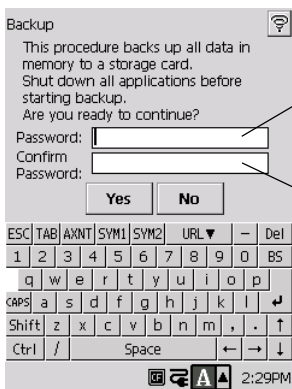 Backup
This procedure backs up all data in
memory to a storage card.
Shut down all applications before
starting backup.
Are you ready to continue?
Password:
Confirm
Password:
Yes No
ESC TAB AXNT SYM1 SYM2 URL▼ - Del
1 2 3 4 5 6 7 8 9 0 BS
q w e r t y u i o p
CAPS a s d f g h j k l ↵
Shift z x c v b n m , . ↑
Ctrl / Space ← → ↓
CF A ▲ 2:29PM